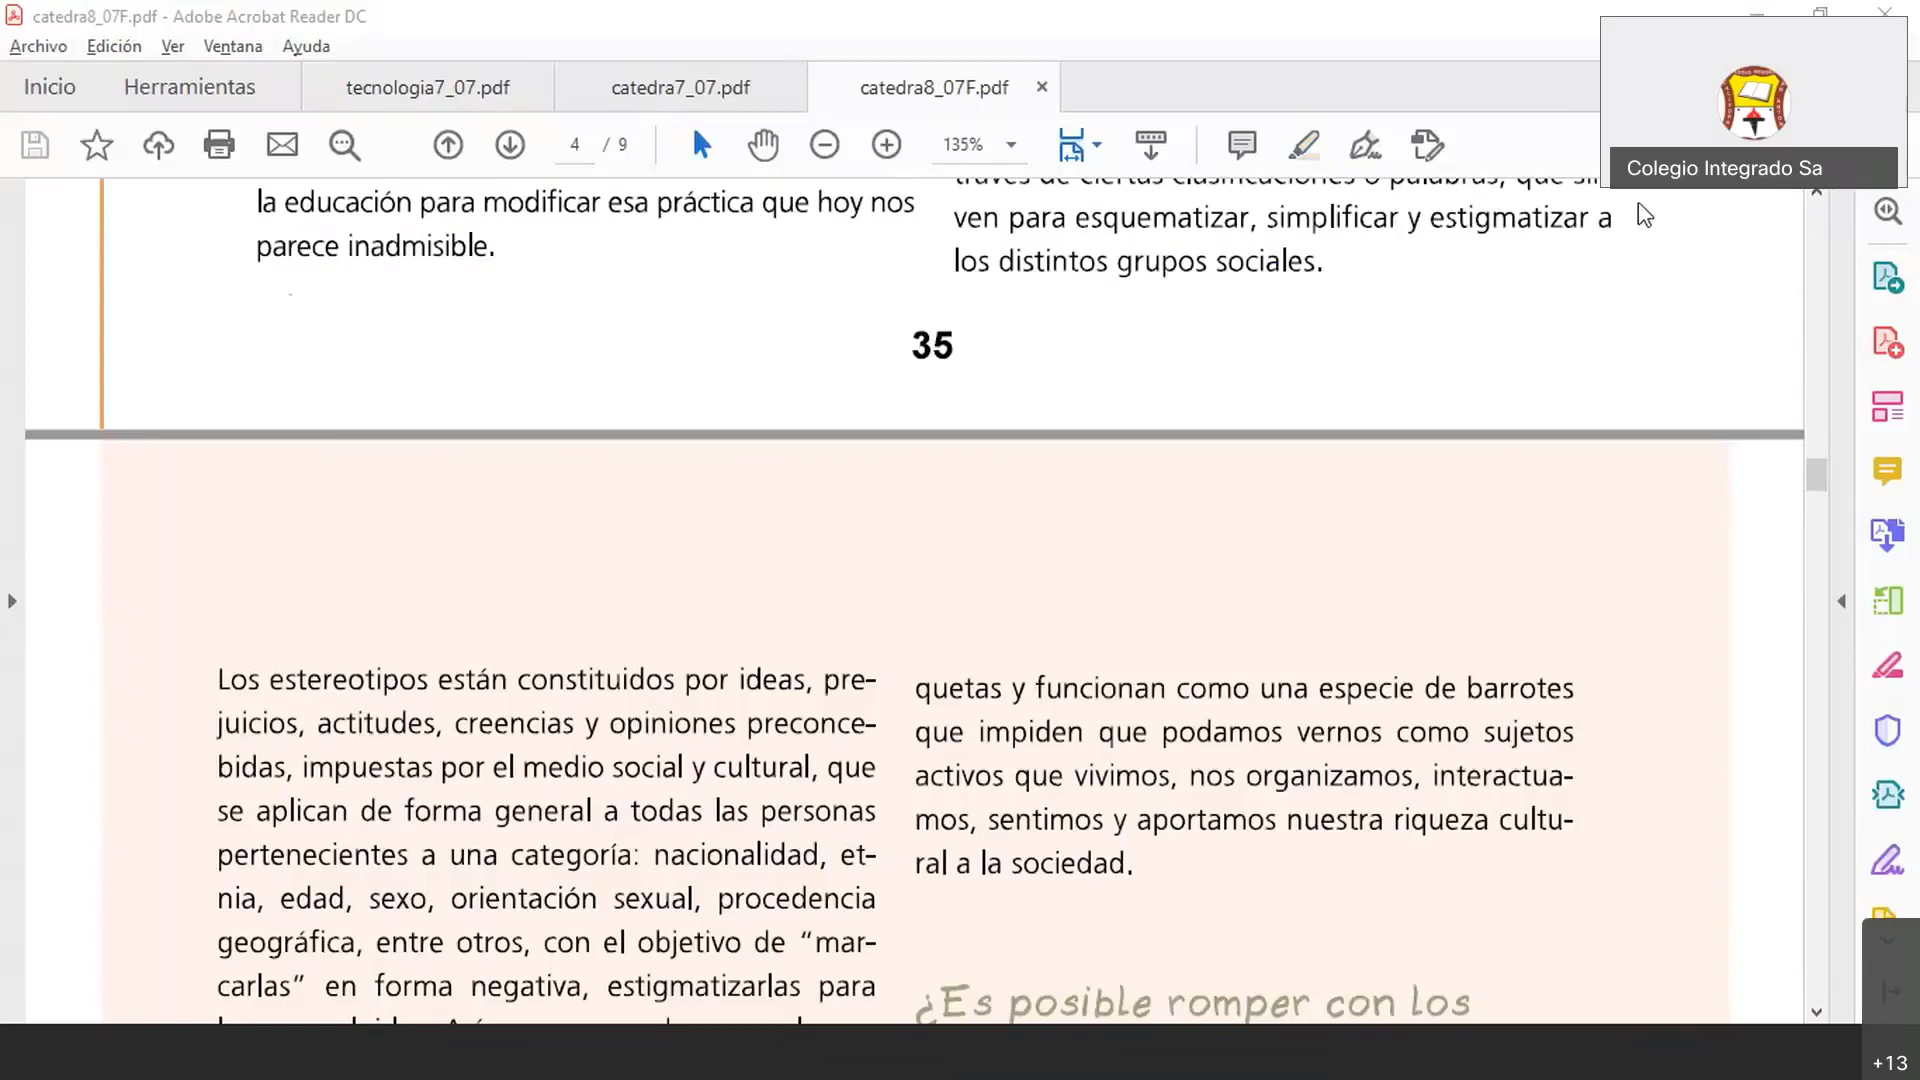 catedra8_07F.pdf - Adobe Acrobat Reader DC
Archivo Edición Ver Ventana Ayuda
Inicio Herramientas tecnologia7_07.pdf catedra7_07.pdf catedra8_07F.pdf
4 / 9 135%
Colegio Integrado Sa
la educación para modificar esa práctica que hoy nos
parece inadmisible.
través de ciertas clasificaciones o palabras, que
ven para esquematizar, simplificar y estigmatizar a
los distintos grupos sociales.
35
Los estereotipos están constituidos por ideas, pre-
juicios, actitudes, creencias y opiniones preconce-
bidas, impuestas por el medio social y cultural, que
se aplican de forma general a todas las personas
pertenecientes a una categoría: nacionalidad, et-
nia, edad, sexo, orientación sexual, procedencia
geográfica, entre otros, con el objetivo de “mar-
carlas” en forma negativa, estigmatizarlas para
quetas y funcionan como una especie de barrotes
que impiden que podamos vernos como sujetos
activos que vivimos, nos organizamos, interactua-
mos, sentimos y aportamos nuestra riqueza cultu-
ral a la sociedad.
¿Es posible romper con los
+13